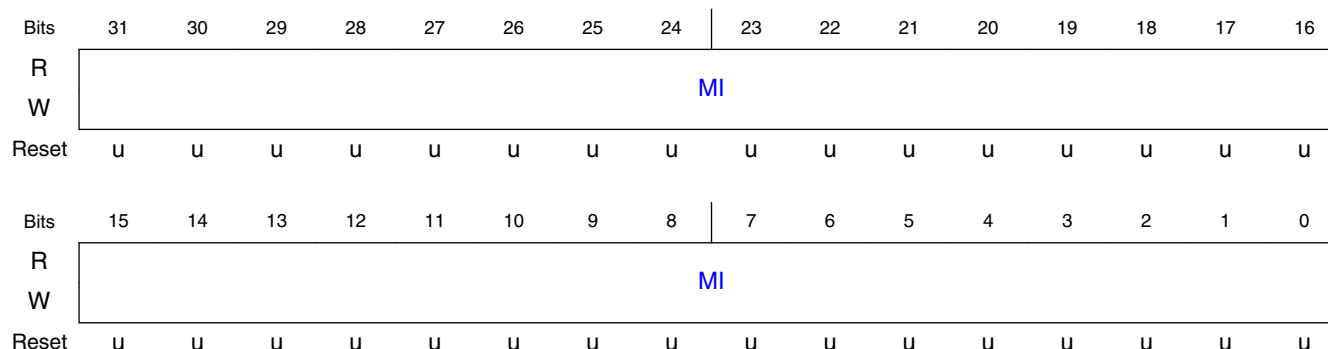 Bits 31 30 29 28 27 26 25 24 23 22 21 20 19 18 17 16
R
MI
W
Reset u u u u u u u u u u u u u u u u
Bits 15 14 13 12 11 10 9 8 7 6 5 4 3 2 1 0
R
MI
W
Reset u u u u u u u u u u u u u u u u